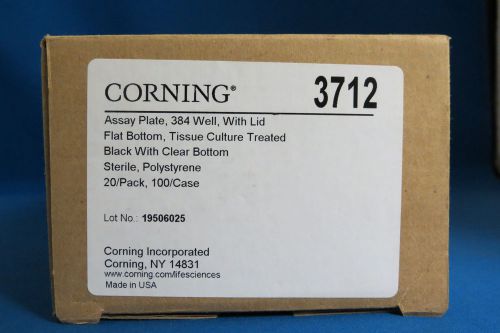 CORNING® 3712
Assay Plate, 384 Well, With Lid
Flat Bottom, Tissue Culture Treated
Black With Clear Bottom
Sterile, Polystyrene
20/Pack, 100/Case
Lot No.: 19506025
Corning Incorporated
Corning, NY 14831
www.corning.com/lifesciences
Made in USA